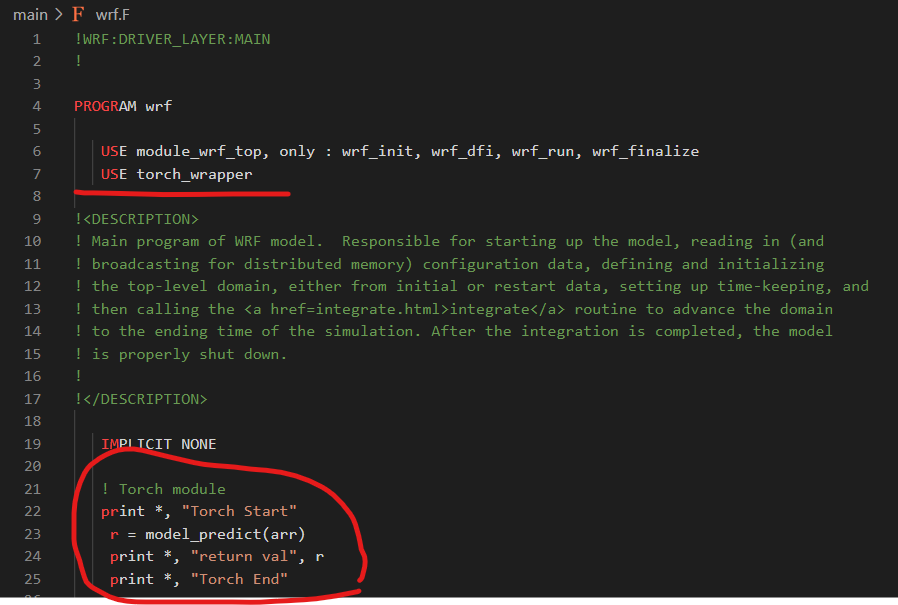 main > F wrf.F
1 !WRF:DRIVER_LAYER:MAIN
2 !
3
4 PROGRAM wrf
5
6 USE module_wrf_top, only : wrf_init, wrf_dfi, wrf_run, wrf_finalize
7 USE torch_wrapper
8
9 !<DESCRIPTION>
10 ! Main program of WRF model.  Responsible for starting up the model, reading in (and
11 ! broadcasting for distributed memory) configuration data, defining and initializing
12 ! the top-level domain, either from initial or restart data, setting up time-keeping, and
13 ! then calling the <a href=integrate.html>integrate</a> routine to advance the domain
14 ! to the ending time of the simulation. After the integration is completed, the model
15 ! is properly shut down.
16 !
17 !</DESCRIPTION>
18
19 IMPLICIT NONE
20
21 ! Torch module
22 print *, "Torch Start"
23 r = model_predict(arr)
24 print *, "return val", r
25 print *, "Torch End"